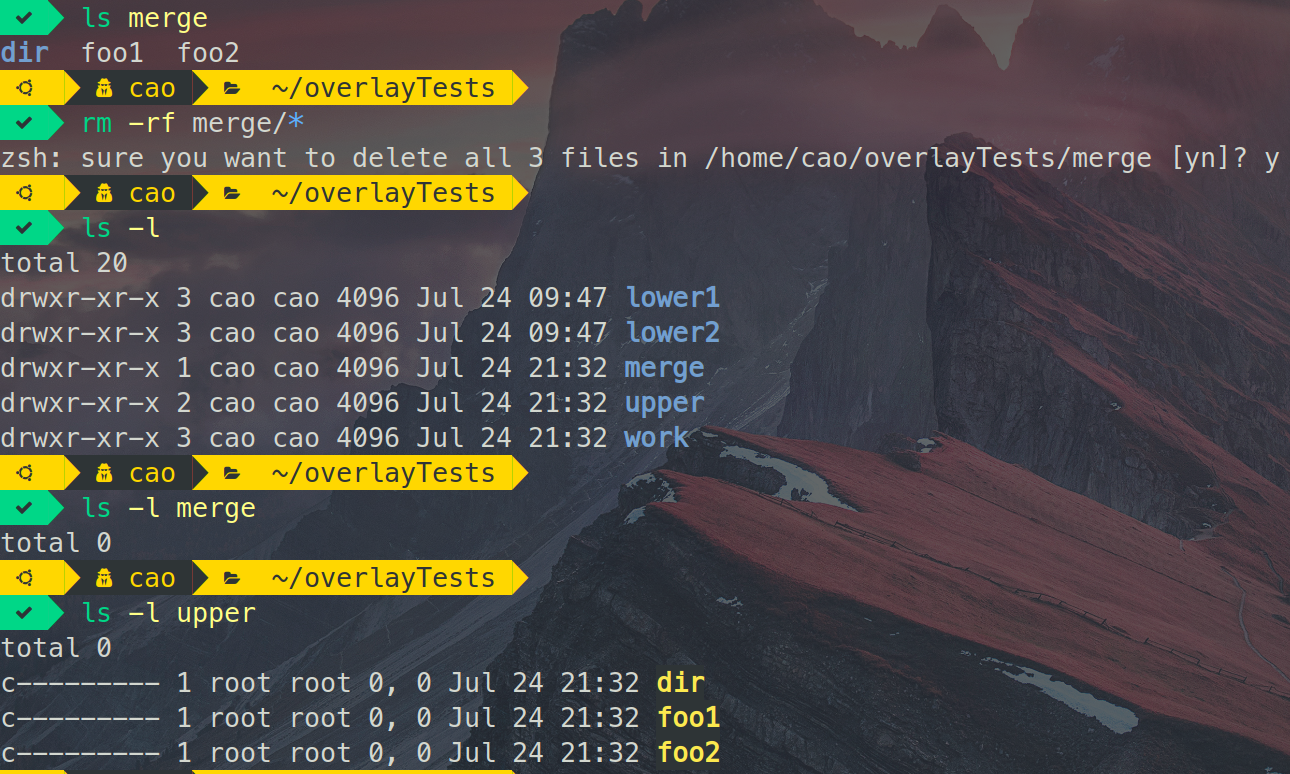 ls merge
dir  foo1  foo2
cao  ~/overlayTests
rm -rf merge/*
zsh: sure you want to delete all 3 files in /home/cao/overlayTests/merge [yn]? y
cao  ~/overlayTests
ls -l
total 20
drwxr-xr-x 3 cao cao 4096 Jul 24 09:47 lower1
drwxr-xr-x 3 cao cao 4096 Jul 24 09:47 lower2
drwxr-xr-x 1 cao cao 4096 Jul 24 21:32 merge
drwxr-xr-x 2 cao cao 4096 Jul 24 21:32 upper
drwxr-xr-x 3 cao cao 4096 Jul 24 21:32 work
cao  ~/overlayTests
ls -l merge
total 0
cao  ~/overlayTests
ls -l upper
total 0
c--------- 1 root root 0, 0 Jul 24 21:32 dir
c--------- 1 root root 0, 0 Jul 24 21:32 foo1
c--------- 1 root root 0, 0 Jul 24 21:32 foo2